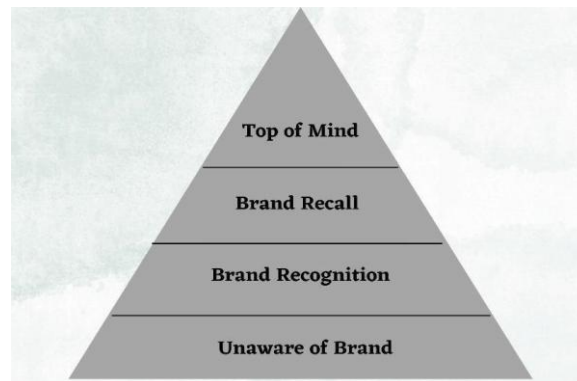 Top of Mind
Brand Recall
Brand Recognition
Unaware of Brand